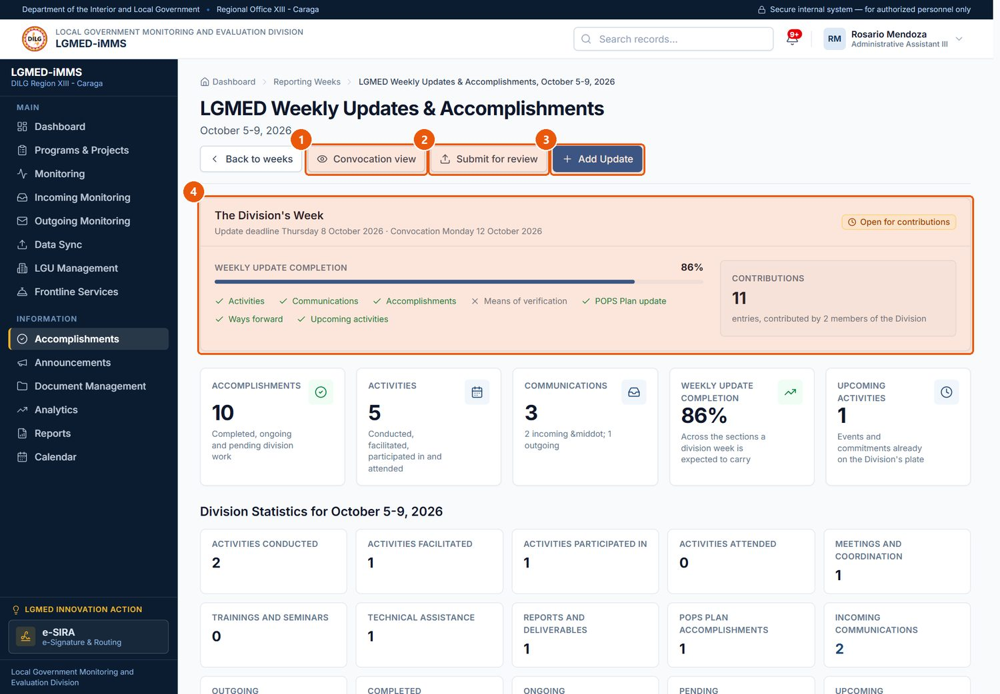 Department of the Interior and Local Government • Regional Office XIII - Caraga
Secure internal system — for authorized personnel only
DILG
LOCAL GOVERNMENT MONITORING AND EVALUATION DIVISION
LGMED-iMMS
Search records...
9+
RM
Rosario Mendoza
Administrative Assistant III
LGMED-iMMS
DILG Region XIII - Caraga
MAIN
Dashboard
Programs & Projects
Monitoring
Incoming Monitoring
Outgoing Monitoring
Data Sync
LGU Management
Frontline Services
INFORMATION
Accomplishments
Announcements
Document Management
Analytics
Reports
Calendar
LGMED INNOVATION ACTION
e-SIRA
e-Signature & Routing
Local Government Monitoring and
Evaluation Division
Dashboard > Reporting Weeks > LGMED Weekly Updates & Accomplishments, October 5-9, 2026
LGMED Weekly Updates & Accomplishments
October 5-9, 2026
1 2 3
Back to weeks
Convocation view
Submit for review
+ Add Update
4
The Division's Week
Update deadline Thursday 8 October 2026 · Convocation Monday 12 October 2026
Open for contributions
WEEKLY UPDATE COMPLETION 86%
Activities Communications Accomplishments Means of verification POPS Plan update
Ways forward Upcoming activities
CONTRIBUTIONS
11
entries, contributed by 2 members of the Division
ACCOMPLISHMENTS
10
Completed, ongoing
and pending division
work
ACTIVITIES
5
Conducted,
facilitated,
participated in and
attended
COMMUNICATIONS
3
2 incoming &middot; 1
outgoing
WEEKLY UPDATE
COMPLETION
86%
Across the sections a
division week is
expected to carry
UPCOMING
ACTIVITIES
1
Events and
commitments already
on the Division's plate
Division Statistics for October 5-9, 2026
ACTIVITIES CONDUCTED
2
ACTIVITIES FACILITATED
1
ACTIVITIES PARTICIPATED IN
1
ACTIVITIES ATTENDED
0
MEETINGS AND
COORDINATION
1
TRAININGS AND SEMINARS
0
TECHNICAL ASSISTANCE
1
REPORTS AND
DELIVERABLES
1
POPS PLAN
ACCOMPLISHMENTS
1
INCOMING
COMMUNICATIONS
2
OUTGOING
COMPLETED
ONGOING
PENDING
UPCOMING